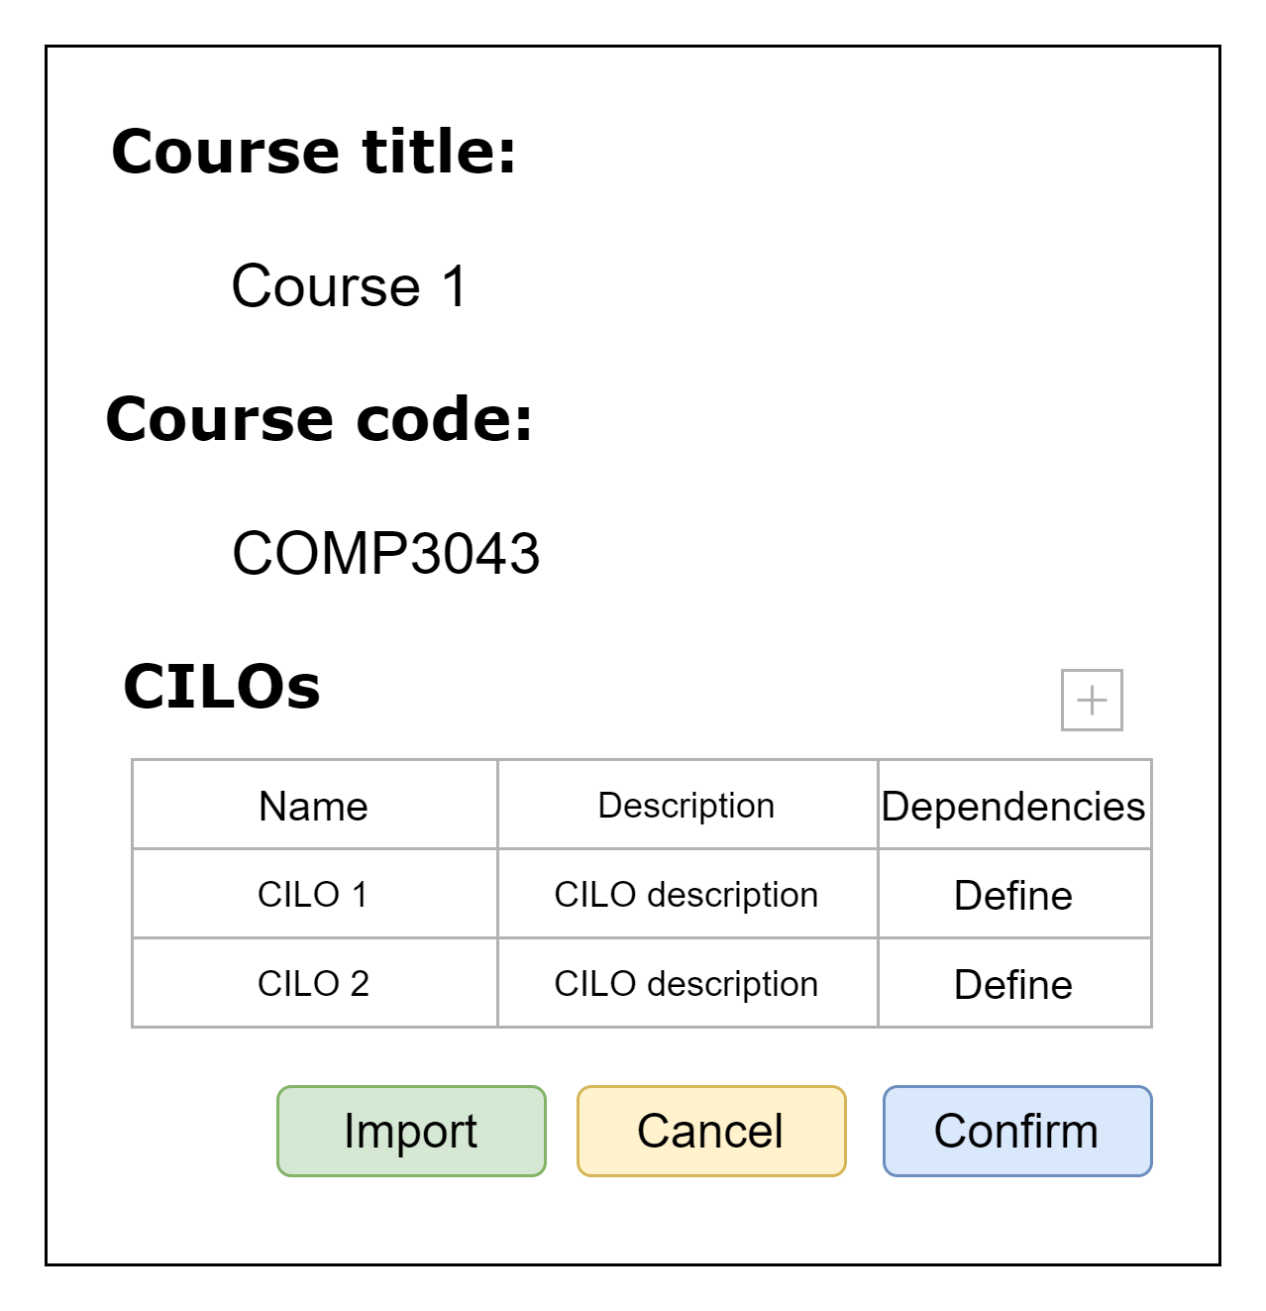 Course title:
Course 1
Course code:
COMP3043
CILOs
Name Description Dependencies
CILO 1 CILO description Define
CILO 2 CILO description Define
Import Cancel Confirm